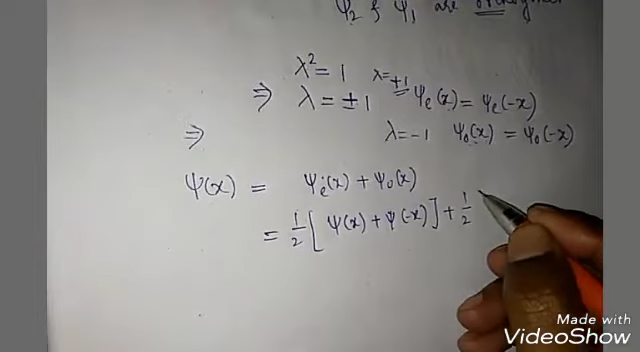 ψ₂ & ψ₁ are
λ² = 1 λ=+1
⇒ λ = ±1 ψe(x) = ψe(-x)
⇒ λ=-1 ψo(x) = ψo(-x)
ψ(x) = ψe(x) + ψo(x)
= 1/2 [ ψ(x) + ψ(-x) ] + 1/2
Made with
VideoShow